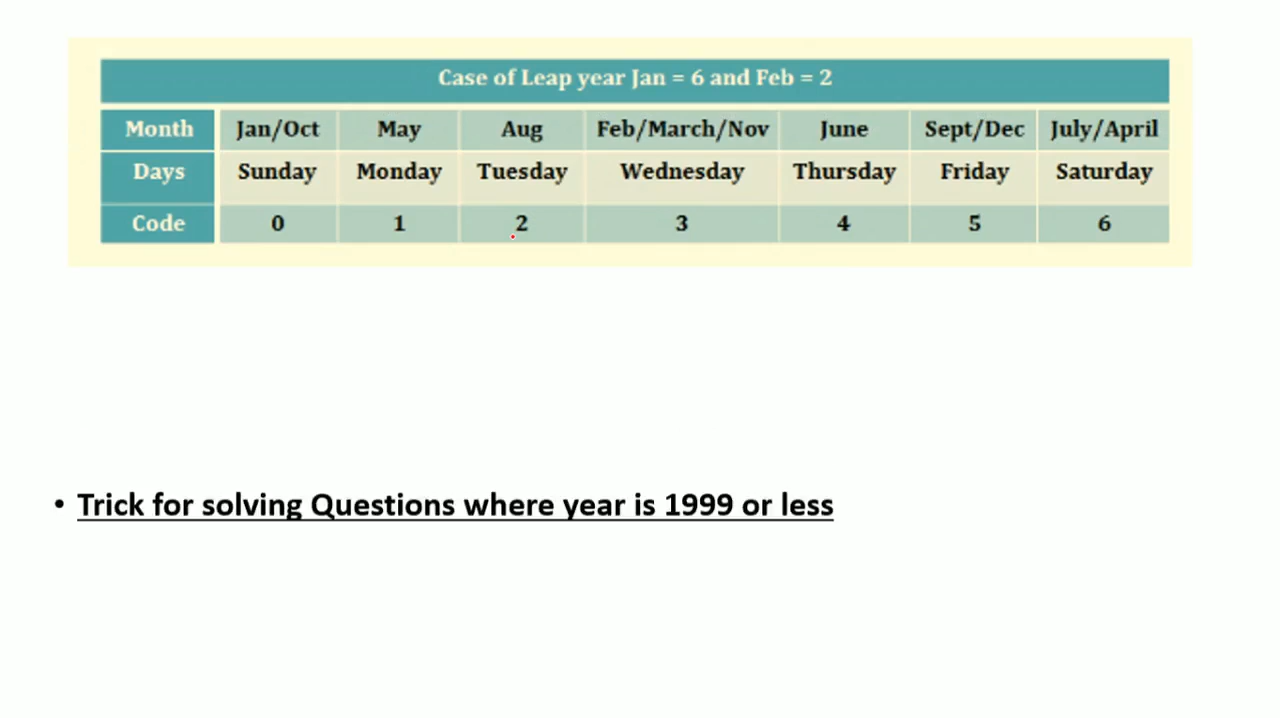 Case of Leap year Jan = 6 and Feb = 2
Month Jan/Oct May Aug Feb/March/Nov June Sept/Dec July/April
Days Sunday Monday Tuesday Wednesday Thursday Friday Saturday
Code 0 1 2 3 4 5 6
• Trick for solving Questions where year is 1999 or less